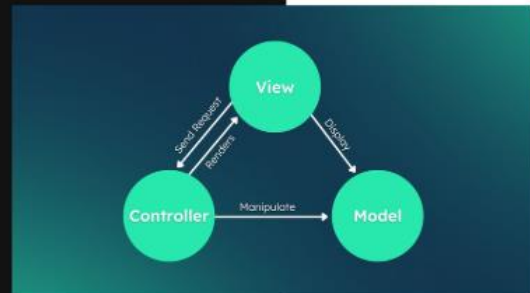 View
Send Request
Renders
Display
Controller
Manipulate
Model